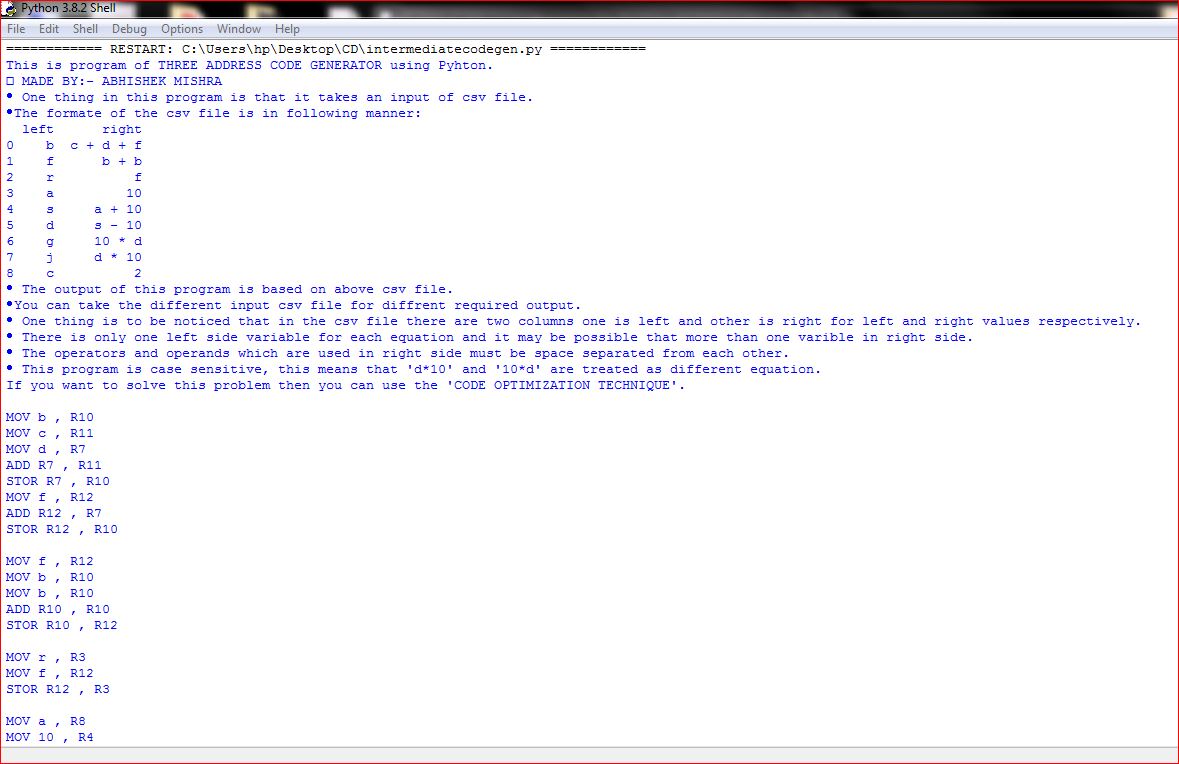 Python 3.8.2 Shell
File Edit Shell Debug Options Window Help
============ RESTART: C:\Users\hp\Desktop\CD\intermediatecodegen.py ============
This is program of THREE ADDRESS CODE GENERATOR using Pyhton.
□ MADE BY:- ABHISHEK MISHRA
• One thing in this program is that it takes an input of csv file.
•The formate of the csv file is in following manner:
  left      right
0    b  c + d + f
1    f      b + b
2    r          f
3    a         10
4    s     a + 10
5    d     s - 10
6    g     10 * d
7    j     d * 10
8    c          2
• The output of this program is based on above csv file.
•You can take the different input csv file for diffrent required output.
• One thing is to be noticed that in the csv file there are two columns one is left and other is right for left and right values respectively.
• There is only one left side variable for each equation and it may be possible that more than one varible in right side.
• The operators and operands which are used in right side must be space separated from each other.
• This program is case sensitive, this means that 'd*10' and '10*d' are treated as different equation.
If you want to solve this problem then you can use the 'CODE OPTIMIZATION TECHNIQUE'.
MOV b , R10
MOV c , R11
MOV d , R7
ADD R7 , R11
STOR R7 , R10
MOV f , R12
ADD R12 , R7
STOR R12 , R10
MOV f , R12
MOV b , R10
MOV b , R10
ADD R10 , R10
STOR R10 , R12
MOV r , R3
MOV f , R12
STOR R12 , R3
MOV a , R8
MOV 10 , R4